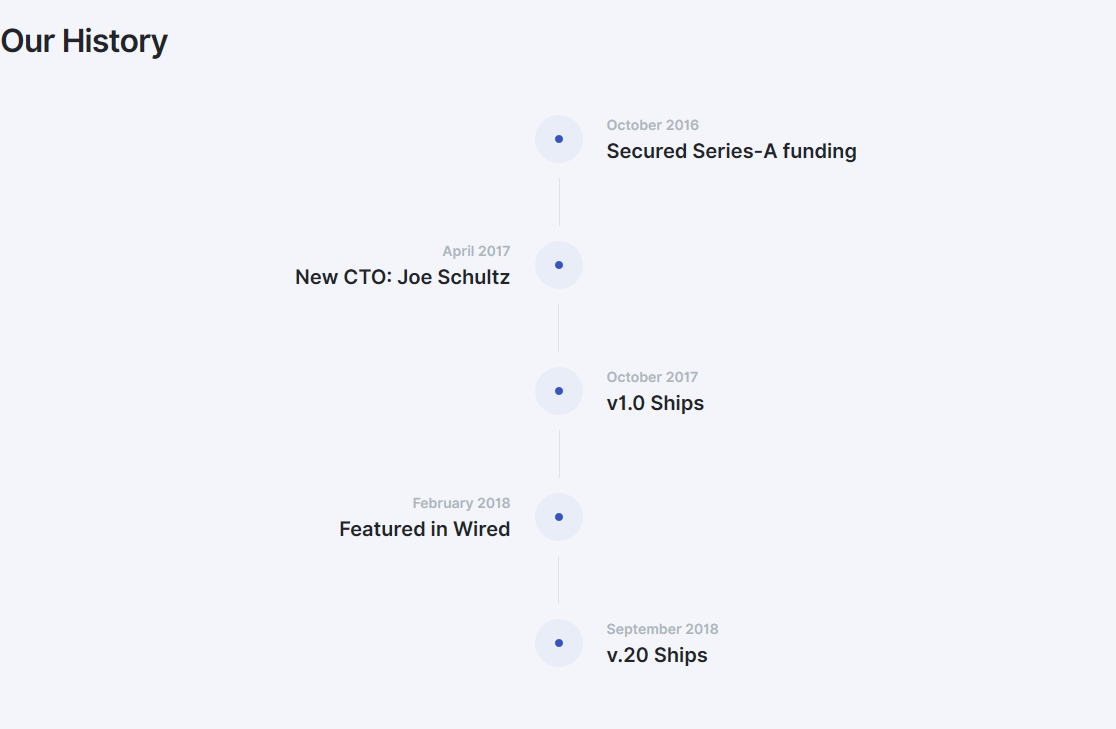 Our History
October 2016
Secured Series-A funding
April 2017
New CTO: Joe Schultz
October 2017
v1.0 Ships
February 2018
Featured in Wired
September 2018
v.20 Ships